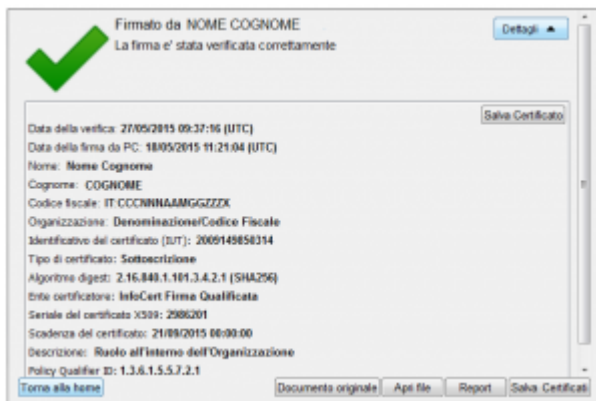 Firmato da NOME COGNOME
Dettagli
La firma e' stata verificata correttamente
Salva Certificato
Data della verifica: 27/05/2015 09:37:16 (UTC)
Data della firma da PC: 18/05/2015 11:21:04 (UTC)
Nome: Nome Cognome
Cognome: COGNOME
Codice fiscale: IT:CCCNNNAAMGGZZZX
Organizzazione: Denominazione/Codice Fiscale
Identificativo del certificato (IUT): 2009149850314
Tipo di certificato: Sottoscrizione
Algoritmo digest: 2.16.840.1.101.3.4.2.1 (SHA256)
Ente certificatore: InfoCert Firma Qualificata
Seriale del certificato X509: 2986201
Scadenza del certificato: 21/09/2015 00:00:00
Descrizione: Ruolo all'interno dell'Organizzazione
Policy Qualifier ID: 1.3.6.1.5.5.7.2.1
Torna alla home
Documento originale
Apri file
Report
Salva Certificati